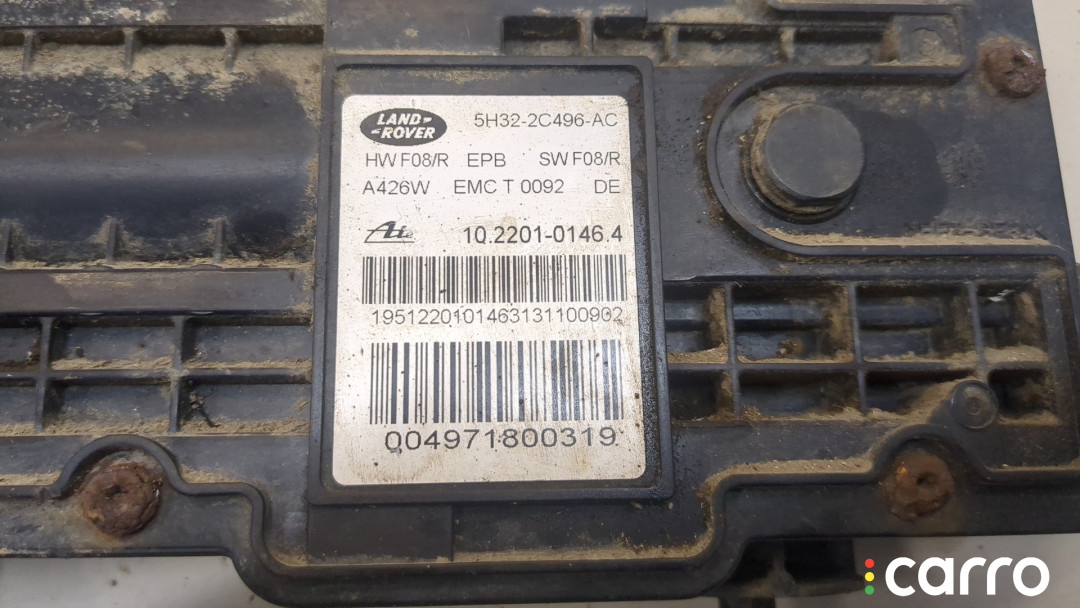 LAND-
-ROVER
5H32-2C496-AC
HW F08/R EPB SW F08/R
A426W EMC T 0092 DE
Ate 10.2201-0146.4
1951220101463131100902
004971800319
carro